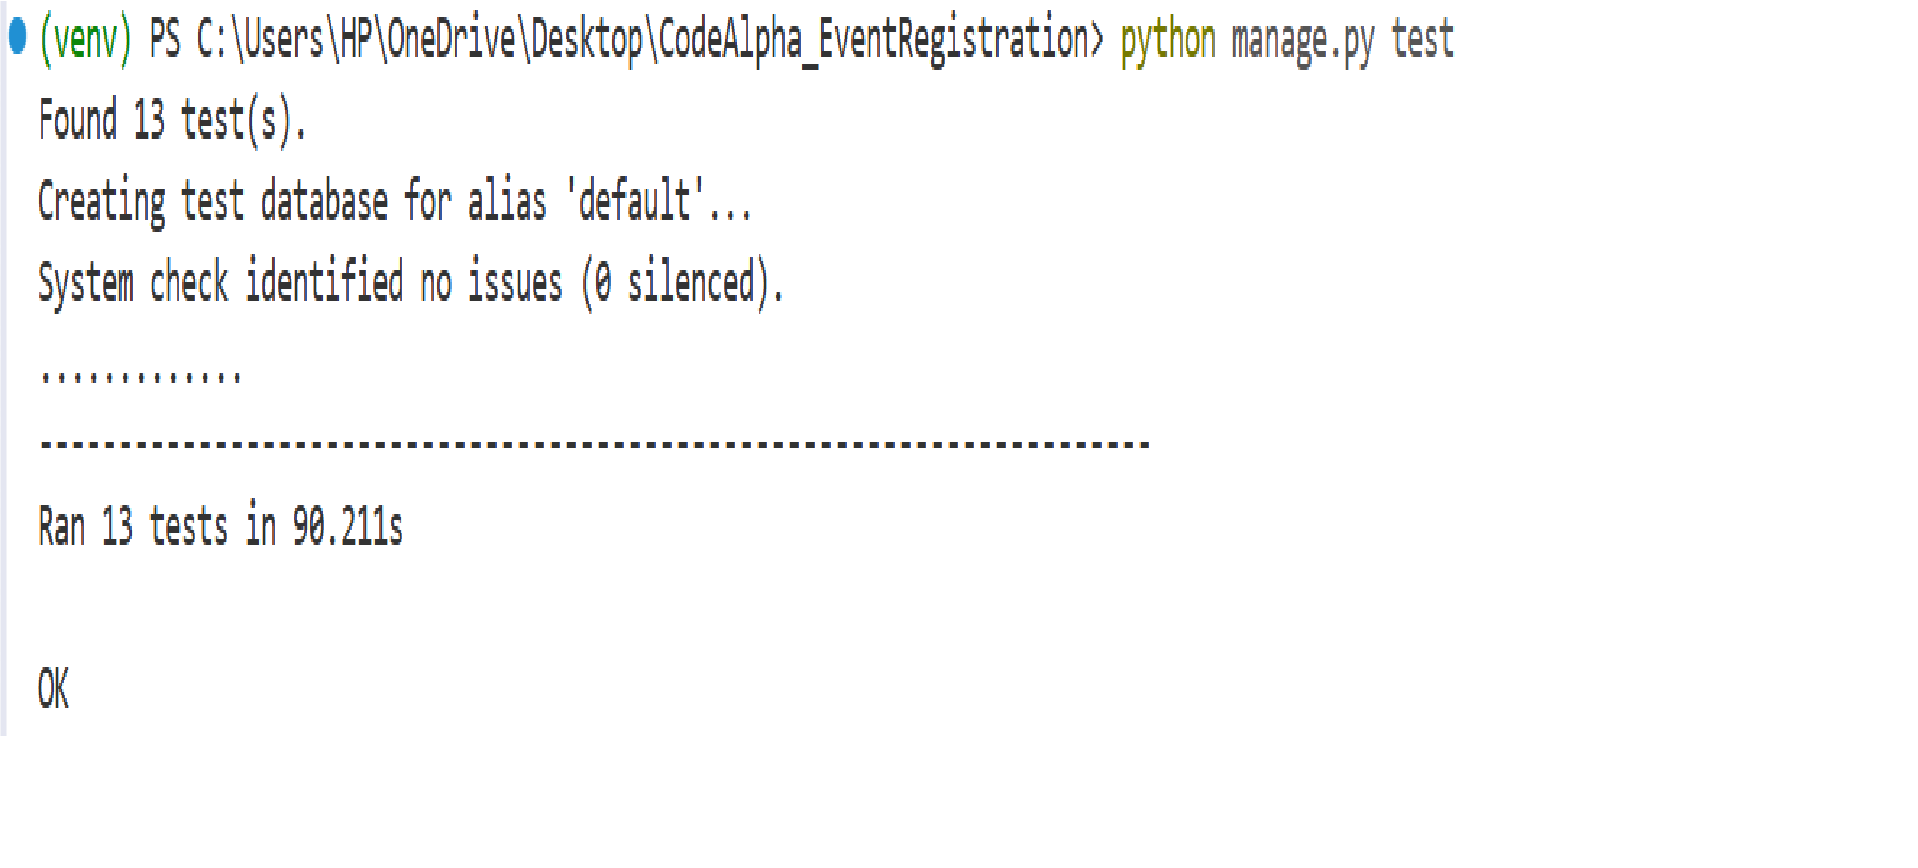 (venv) PS C:\Users\HP\OneDrive\Desktop\CodeAlpha_EventRegistration> python manage.py test
Found 13 test(s).
Creating test database for alias 'default'...
System check identified no issues (0 silenced).
.............
----------------------------------------------------------------------
Ran 13 tests in 90.211s
OK